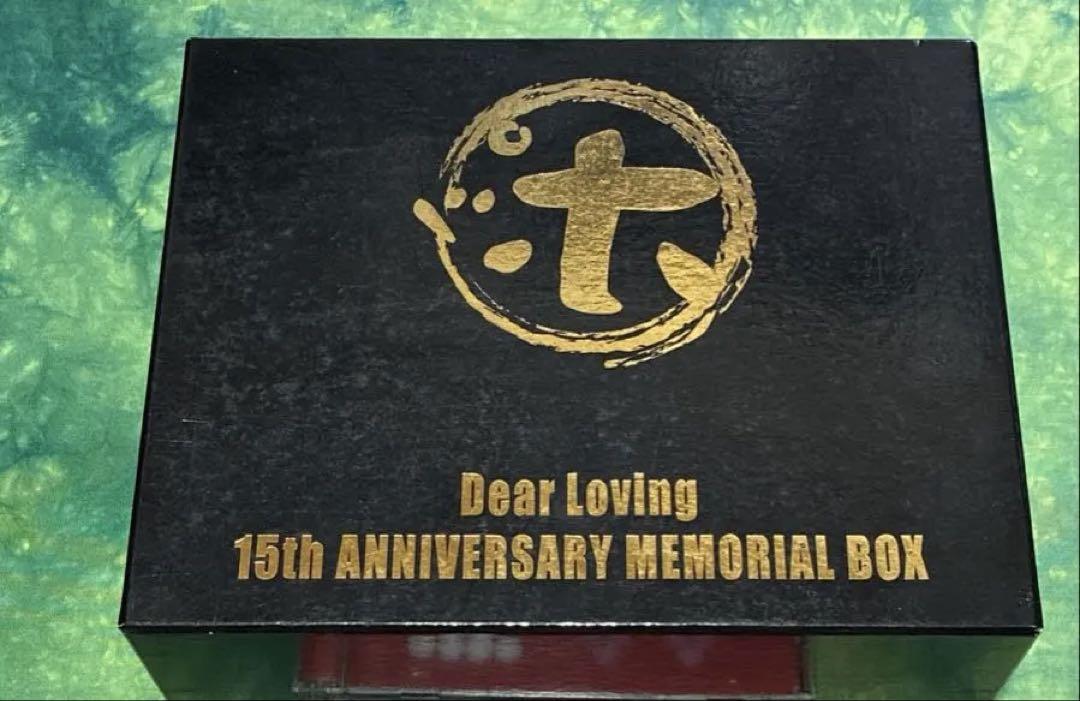 Dear Loving
15th ANNIVERSARY MEMORIAL BOX